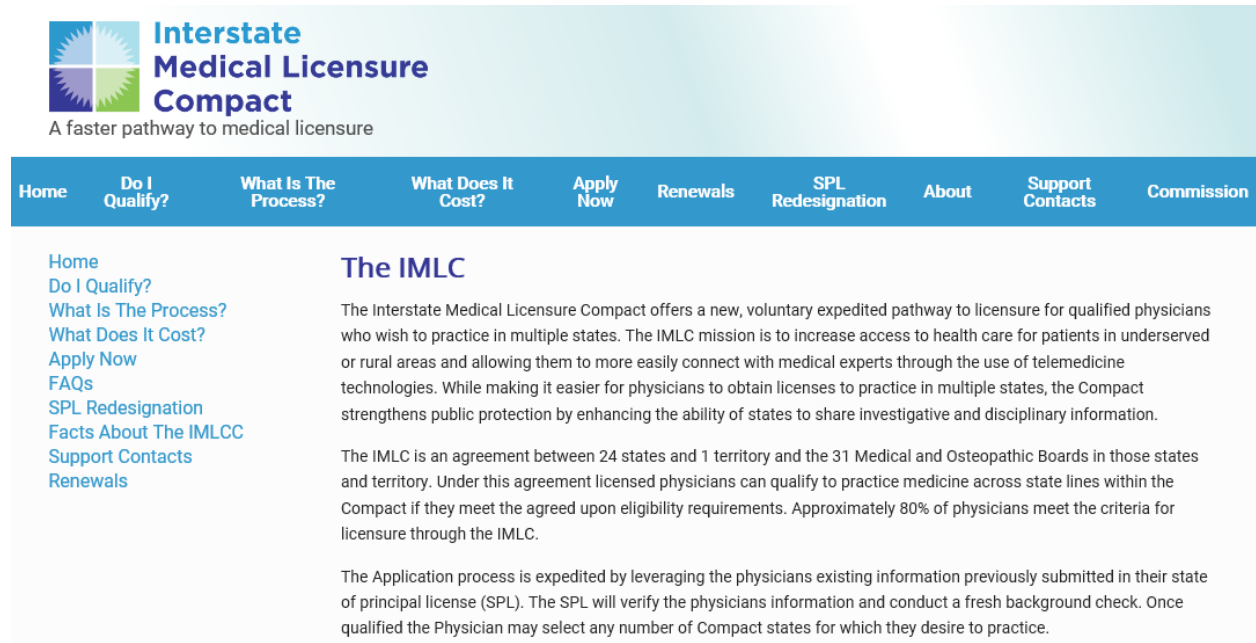 Interstate
Medical Licensure
Compact
A faster pathway to medical licensure
Home
Do I
Qualify?
What Is The
Process?
What Does It
Cost?
Apply
Now
Renewals
SPL
Redesignation
About
Support
Contacts
Commission
Home
Do I Qualify?
What Is The Process?
What Does It Cost?
Apply Now
FAQs
SPL Redesignation
Facts About The IMLCC
Support Contacts
Renewals
The IMLC
The Interstate Medical Licensure Compact offers a new, voluntary expedited pathway to licensure for qualified physicians
who wish to practice in multiple states. The IMLC mission is to increase access to health care for patients in underserved
or rural areas and allowing them to more easily connect with medical experts through the use of telemedicine
technologies. While making it easier for physicians to obtain licenses to practice in multiple states, the Compact
strengthens public protection by enhancing the ability of states to share investigative and disciplinary information.
The IMLC is an agreement between 24 states and 1 territory and the 31 Medical and Osteopathic Boards in those states
and territory. Under this agreement licensed physicians can qualify to practice medicine across state lines within the
Compact if they meet the agreed upon eligibility requirements. Approximately 80% of physicians meet the criteria for
licensure through the IMLC.
The Application process is expedited by leveraging the physicians existing information previously submitted in their state
of principal license (SPL). The SPL will verify the physicians information and conduct a fresh background check. Once
qualified the Physician may select any number of Compact states for which they desire to practice.